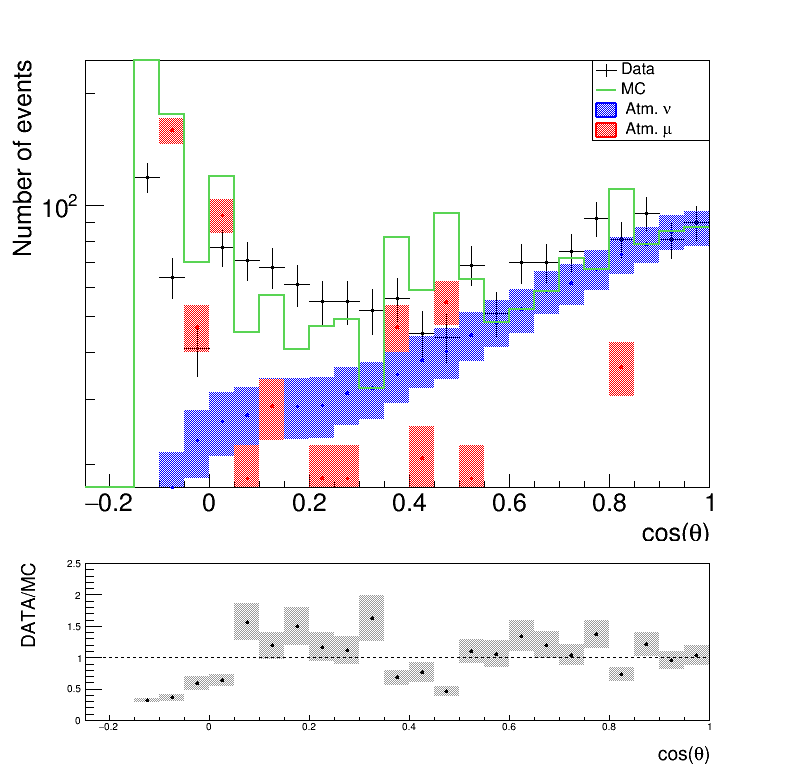 Number of events
Data
MC
Atm. ν
Atm. μ
10²
−0.2 0 0.2 0.4 0.6 0.8 1
cos(θ)
DATA/MC
2.5
2
1.5
1
0.5
0
−0.2 0 0.2 0.4 0.6 0.8 1
cos(θ)